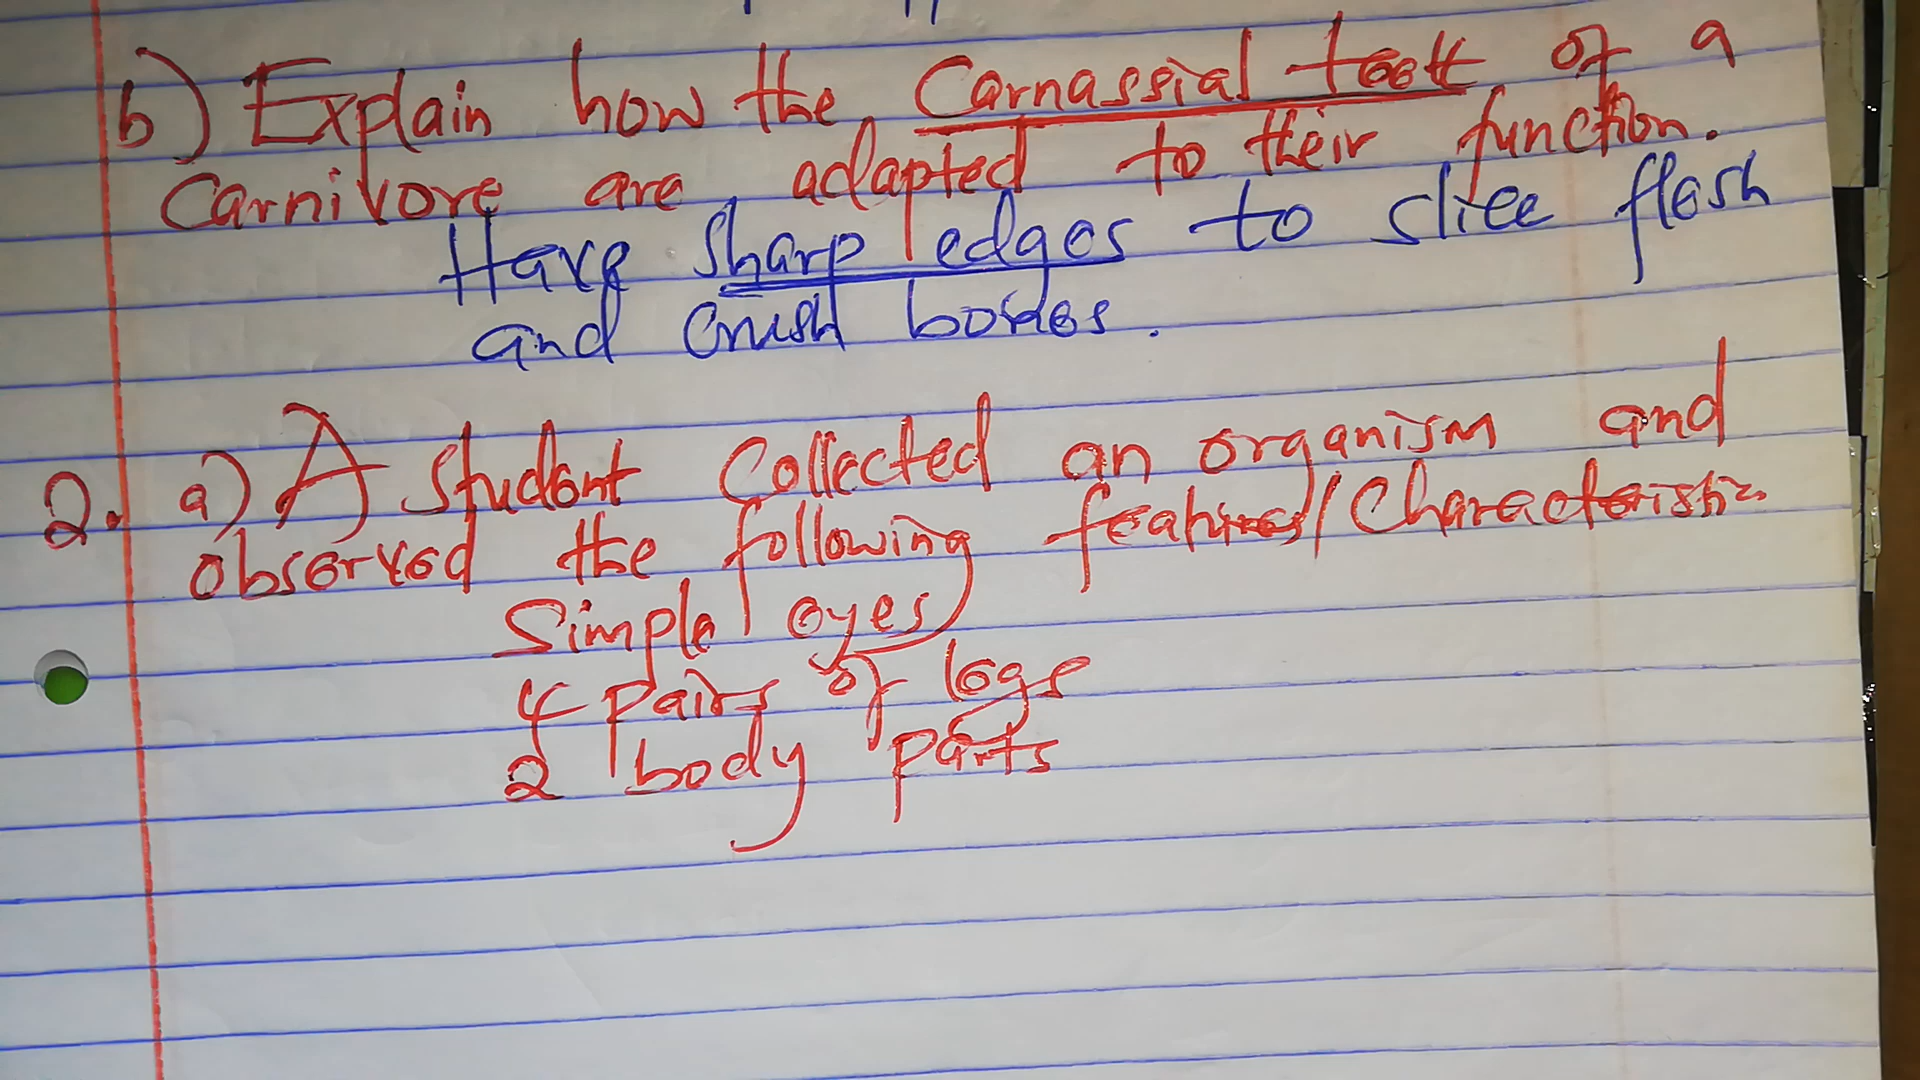 b) Explain how the Carnassial teeth of a
Carnivore are adapted to their function.
Have sharp edges to slice flesh
and crush bones.
2. a) A student collected an organism and
observed the following features/characteristics
Simple eyes
4 pairs of legs
2 body parts